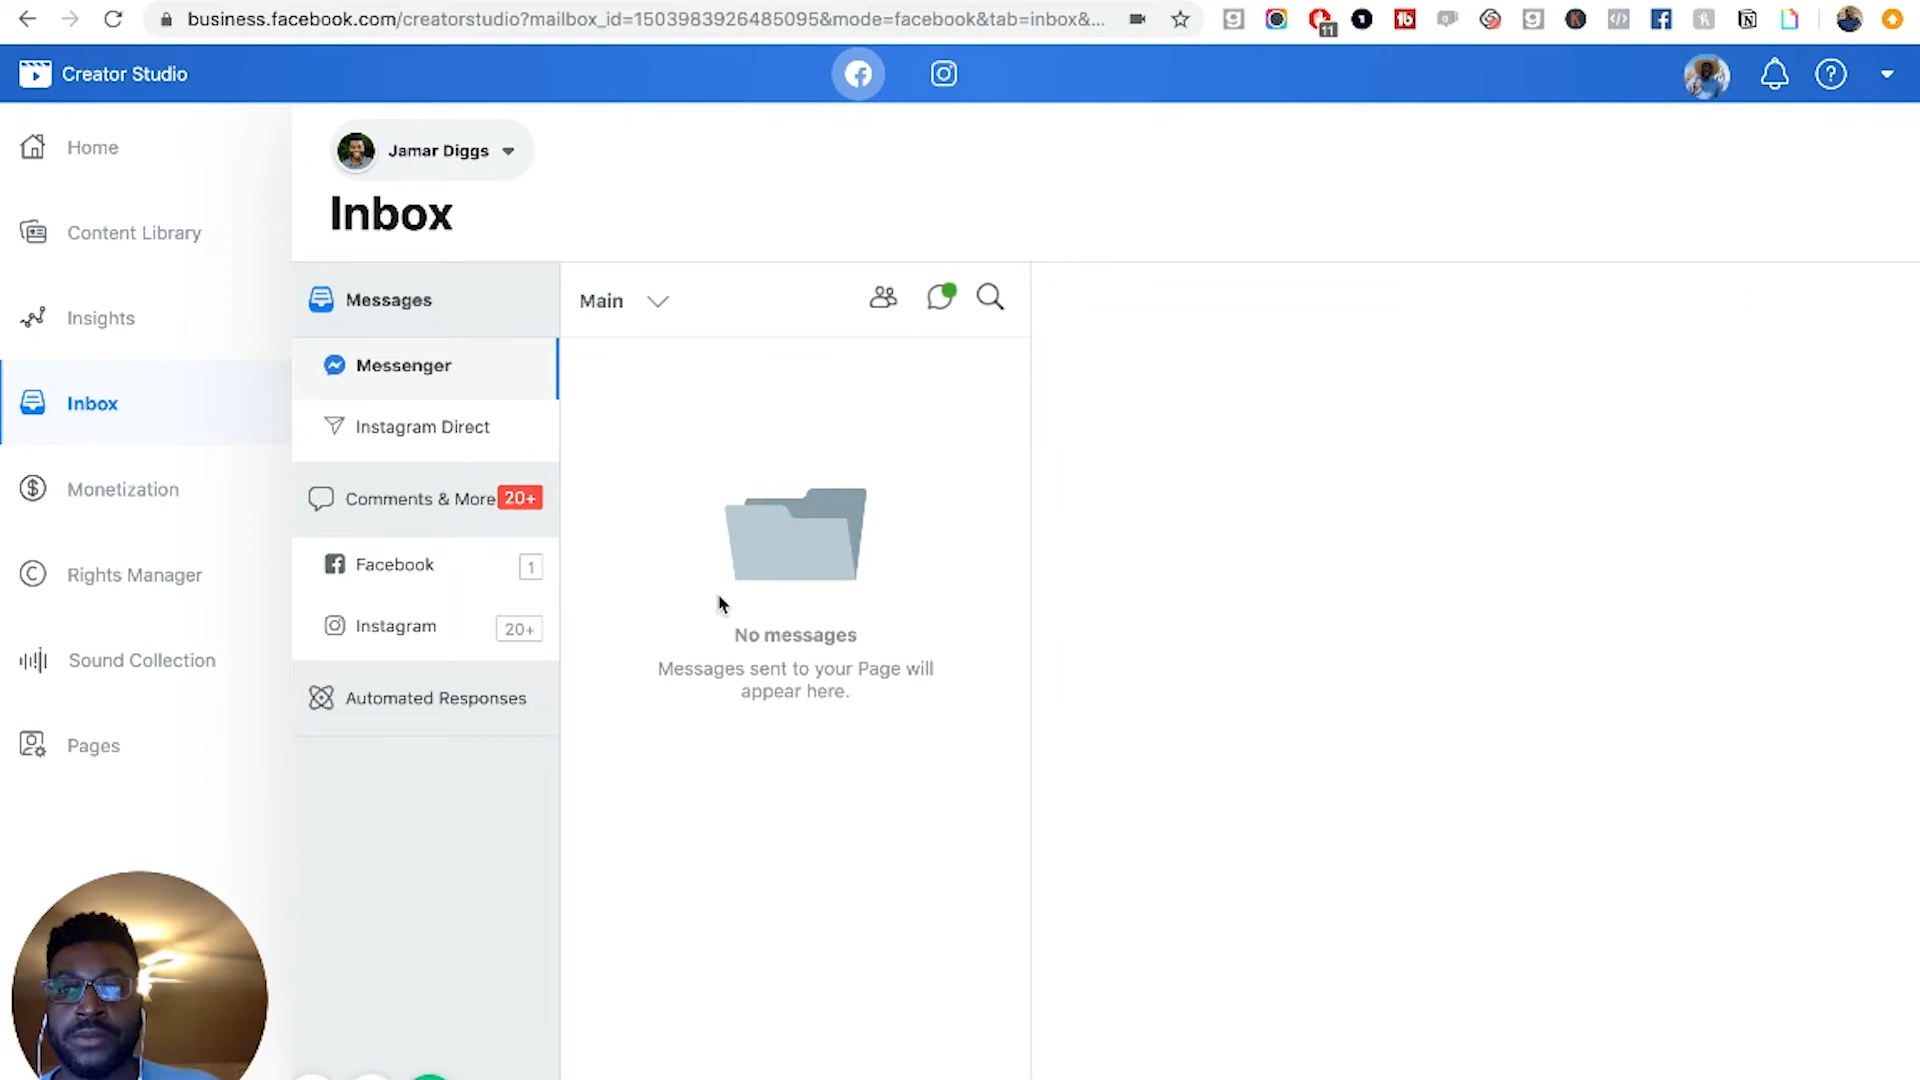 business.facebook.com/creatorstudio?mailbox_id=1503983926485095&mode=facebook&tab=inbox&...
11
Creator Studio
Home
Content Library
Insights
Inbox
Monetization
Rights Manager
Sound Collection
Pages
Jamar Diggs
Inbox
Messages
Messenger
Instagram Direct
Comments & More 20+
Facebook 1
Instagram 20+
Automated Responses
Main
No messages
Messages sent to your Page will
appear here.